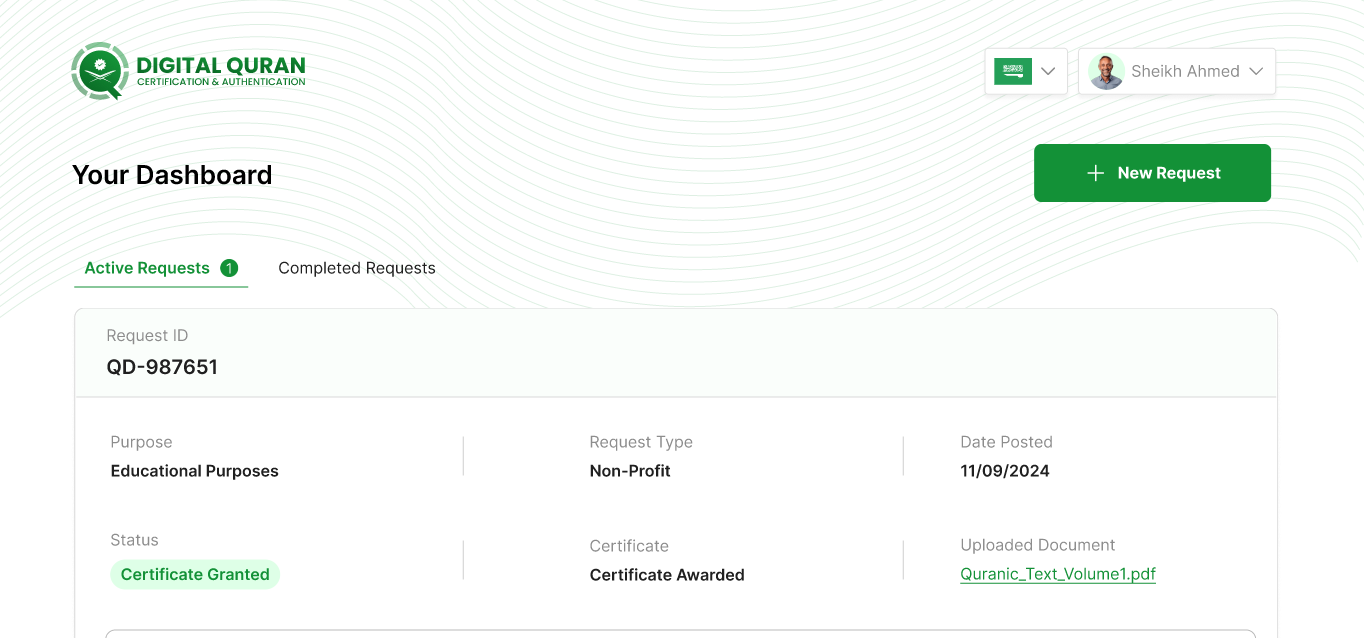 DIGITAL QURAN
CERTIFICATION & AUTHENTICATION
Sheikh Ahmed
Your Dashboard
New Request
Active Requests 1
Completed Requests
Request ID
QD-987651
Purpose
Educational Purposes
Request Type
Non-Profit
Date Posted
11/09/2024
Status
Certificate Granted
Certificate
Certificate Awarded
Uploaded Document
Quranic_Text_Volume1.pdf